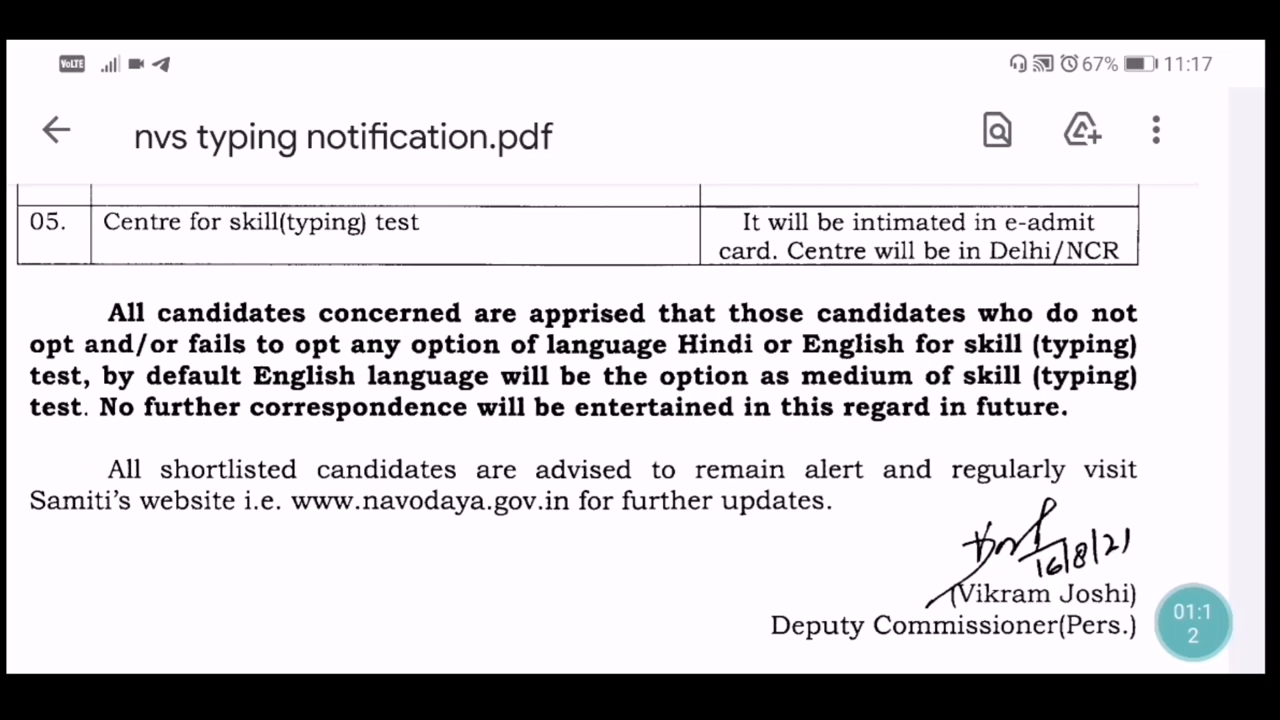 VoLTE 67% 11:17
nvs typing notification.pdf
05. Centre for skill(typing) test It will be intimated in e-admit
card. Centre will be in Delhi/NCR
All candidates concerned are apprised that those candidates who do not
opt and/or fails to opt any option of language Hindi or English for skill (typing)
test, by default English language will be the option as medium of skill (typing)
test. No further correspondence will be entertained in this regard in future.
All shortlisted candidates are advised to remain alert and regularly visit
Samiti's website i.e. www.navodaya.gov.in for further updates.
16/8/21
(Vikram Joshi)
Deputy Commissioner(Pers.)
01:1
2